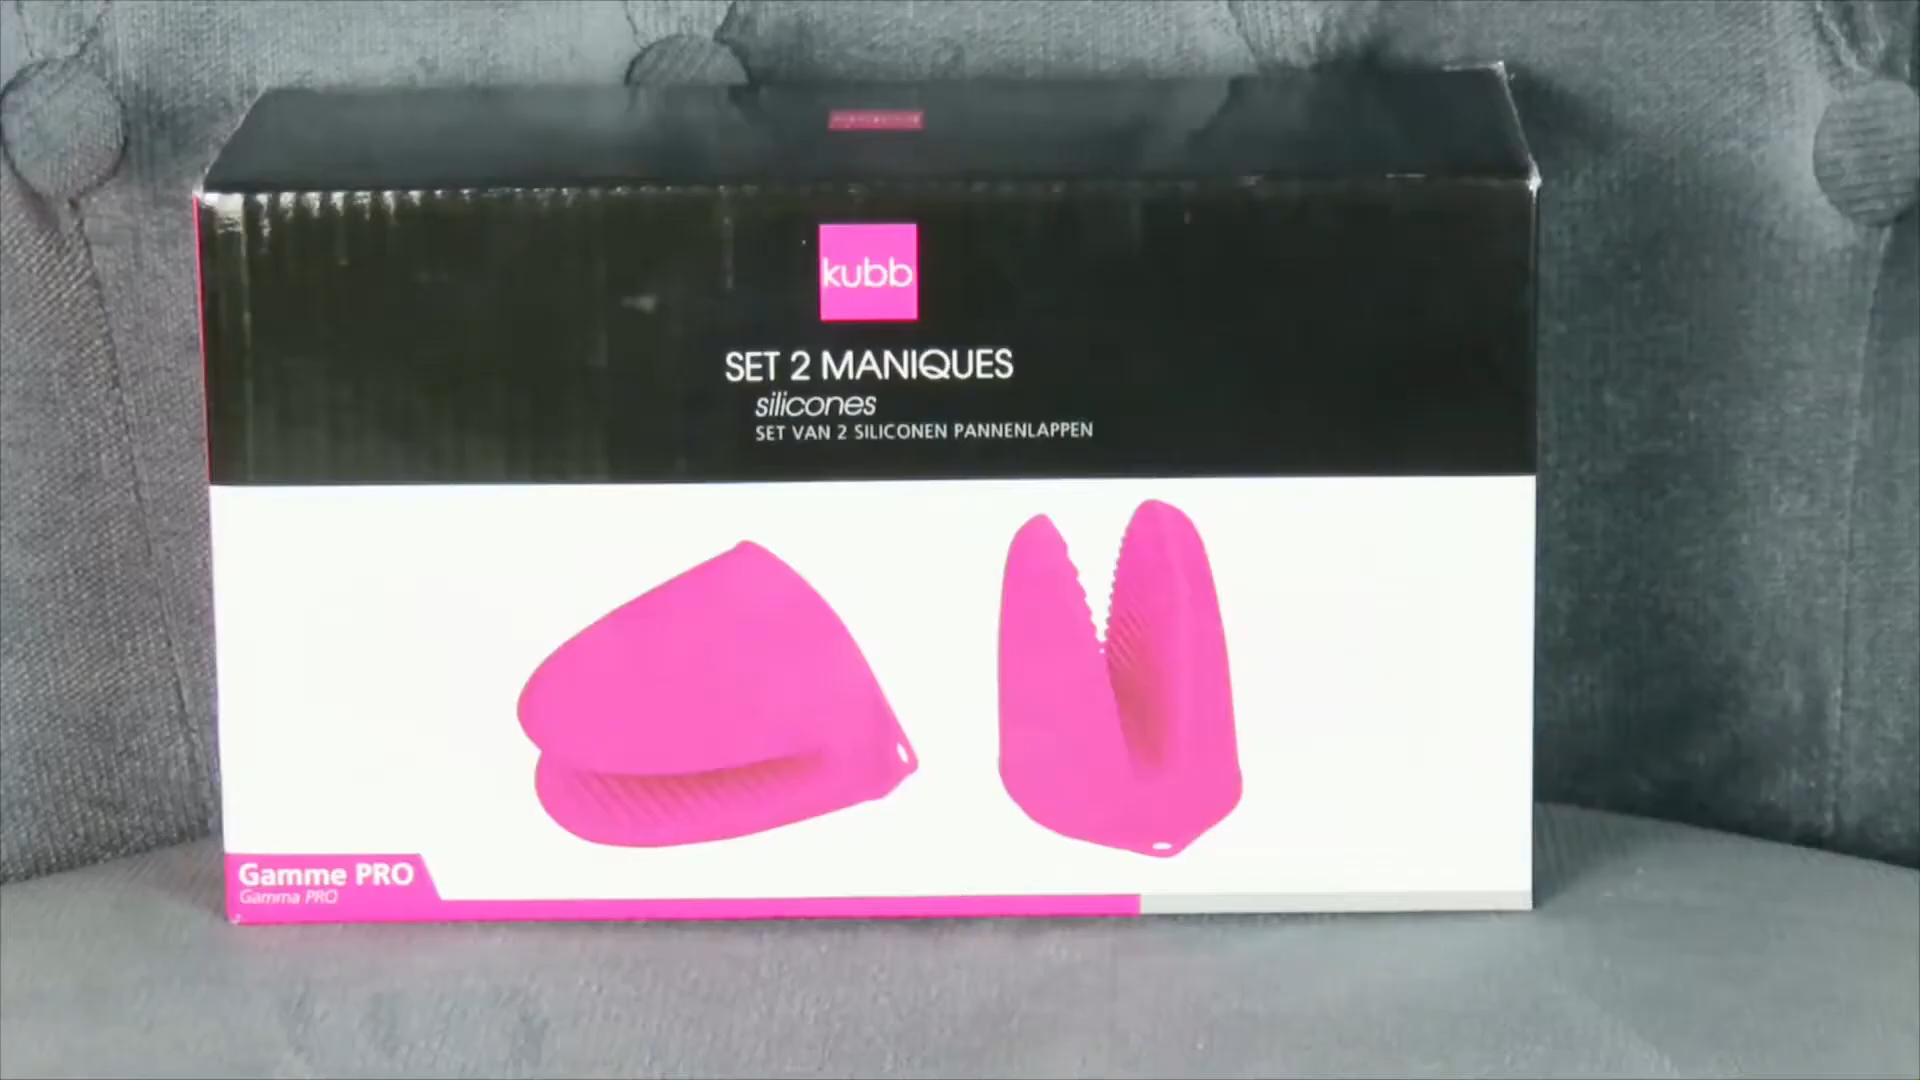 kubb
SET 2 MANIQUES
silicones
SET VAN 2 SILICONEN PANNENLAPPEN
Gamme PRO
Gamma PRO